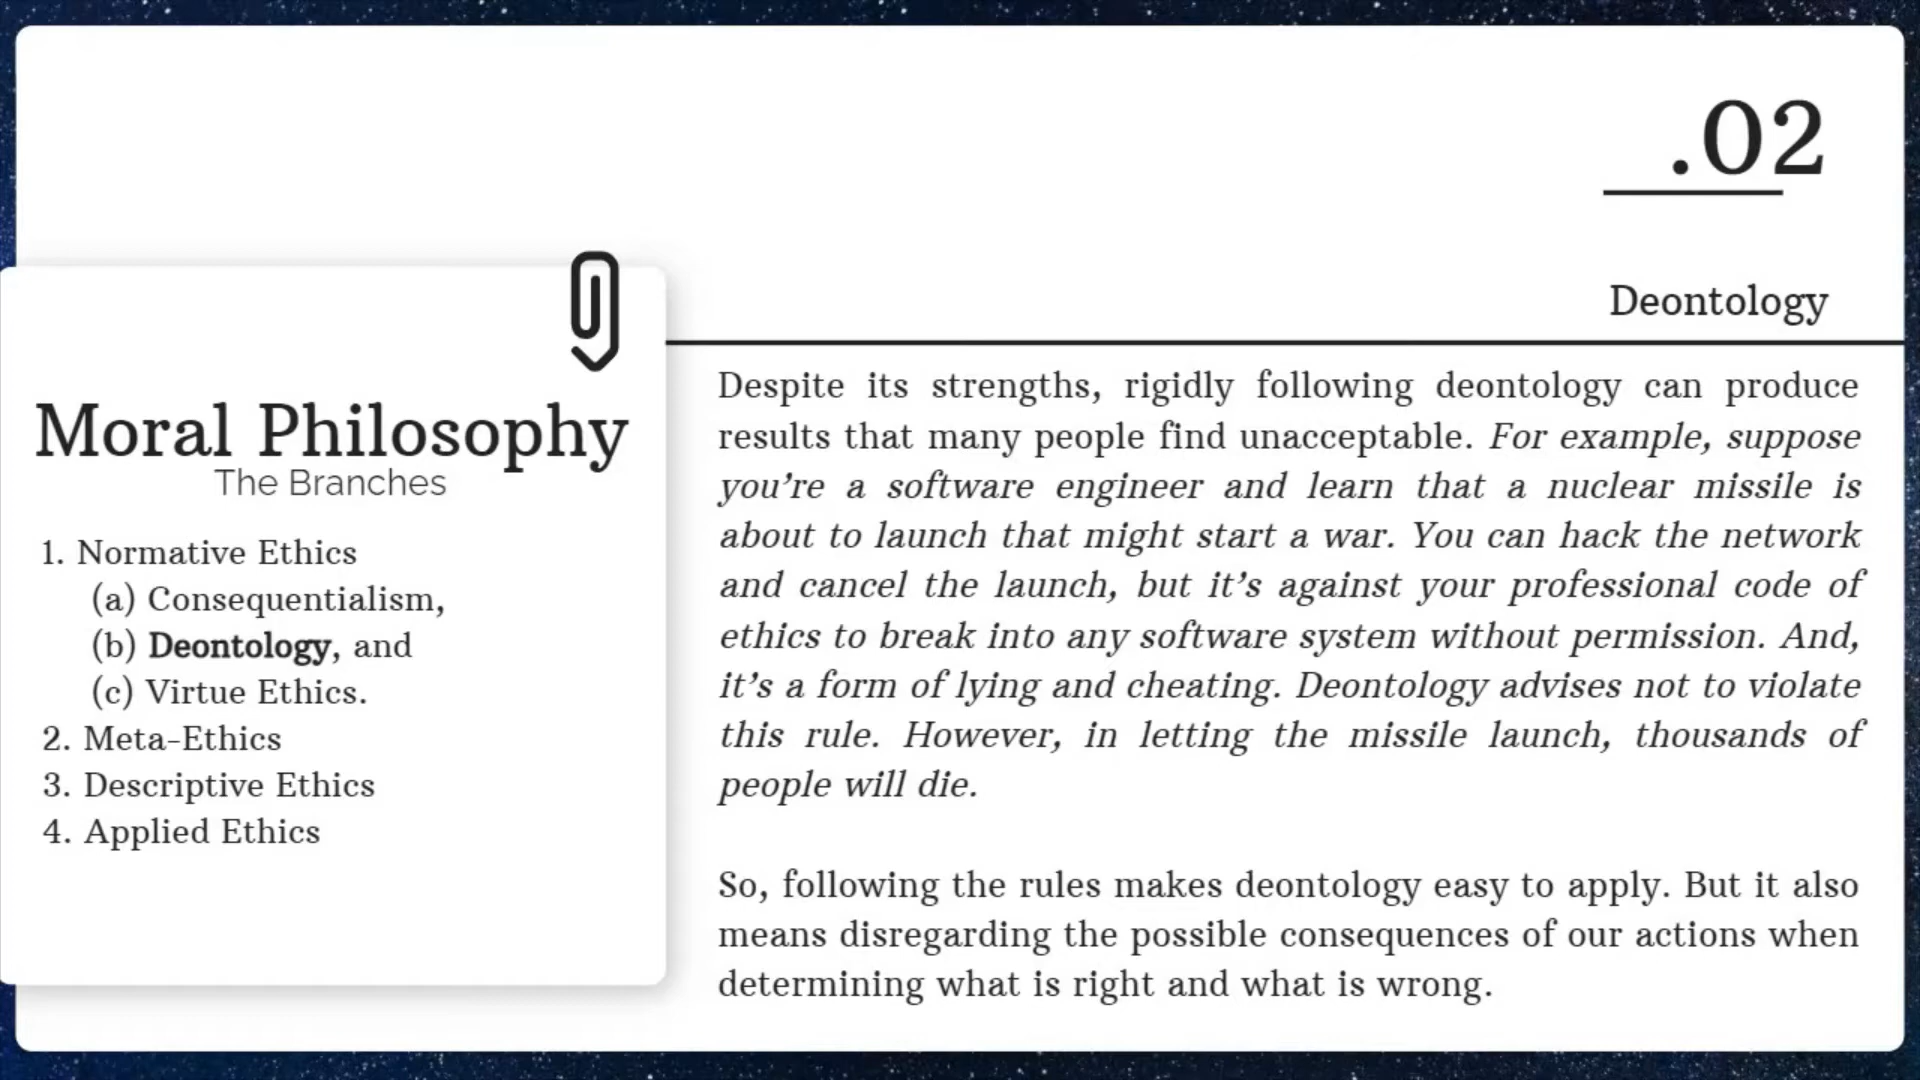 .02
Deontology
Moral Philosophy
The Branches
1. Normative Ethics
(a) Consequentialism,
(b) Deontology, and
(c) Virtue Ethics.
2. Meta-Ethics
3. Descriptive Ethics
4. Applied Ethics
Despite its strengths, rigidly following deontology can produce
results that many people find unacceptable. For example, suppose
you’re a software engineer and learn that a nuclear missile is
about to launch that might start a war. You can hack the network
and cancel the launch, but it’s against your professional code of
ethics to break into any software system without permission. And,
it’s a form of lying and cheating. Deontology advises not to violate
this rule. However, in letting the missile launch, thousands of
people will die.
So, following the rules makes deontology easy to apply. But it also
means disregarding the possible consequences of our actions when
determining what is right and what is wrong.